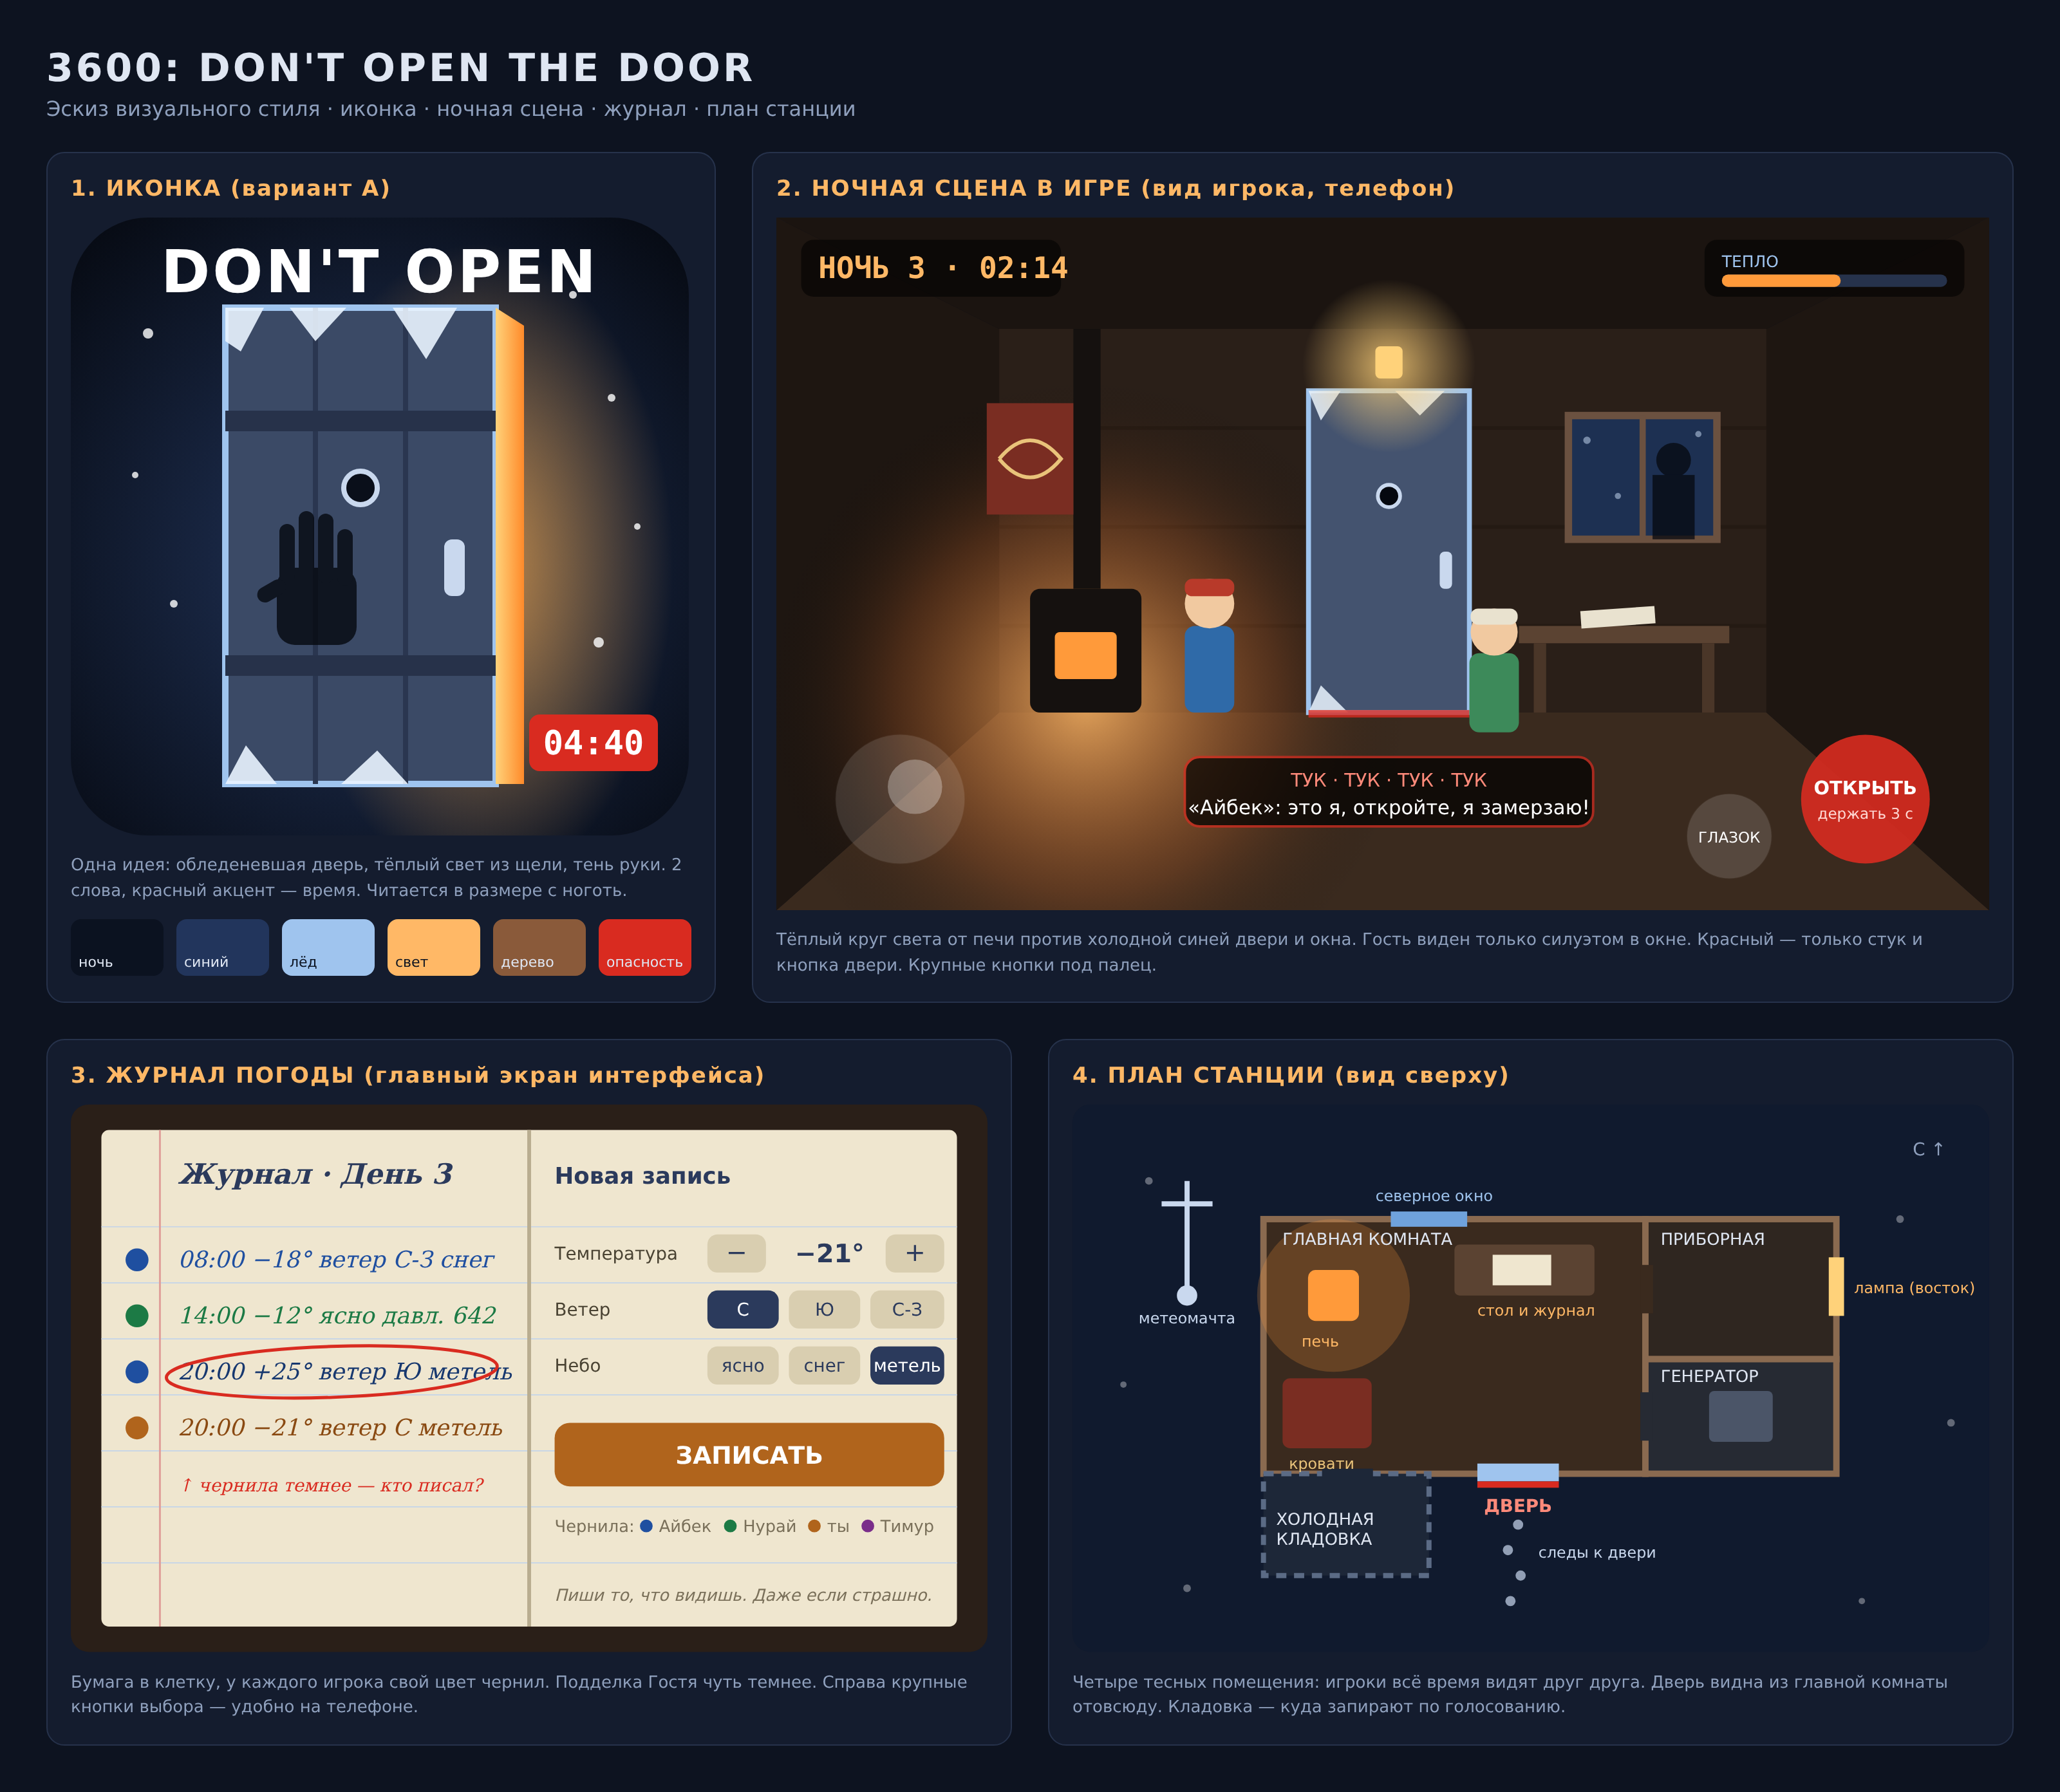 3600: DON'T OPEN THE DOOR
Эскиз визуального стиля · иконка · ночная сцена · журнал · план станции
1. ИКОНКА (вариант А)
DON'T OPEN
04:40
Одна идея: обледеневшая дверь, тёплый свет из щели, тень руки. 2
слова, красный акцент — время. Читается в размере с ноготь.
ночь
синий
лёд
свет
дерево
опасность
2. НОЧНАЯ СЦЕНА В ИГРЕ (вид игрока, телефон)
НОЧЬ 3 · 02:14
ТЕПЛО
ТУК · ТУК · ТУК · ТУК
«Айбек»: это я, откройте, я замерзаю!
ГЛАЗОК
ОТКРЫТЬ
держать 3 с
Тёплый круг света от печи против холодной синей двери и окна. Гость виден только силуэтом в окне. Красный — только стук и
кнопка двери. Крупные кнопки под палец.
3. ЖУРНАЛ ПОГОДЫ (главный экран интерфейса)
Журнал · День 3
08:00 −18° ветер С-З снег
14:00 −12° ясно давл. 642
20:00 +25° ветер Ю метель
20:00 −21° ветер С метель
↑ чернила темнее — кто писал?
Новая запись
Температура − −21° +
Ветер С Ю С-З
Небо ясно снег метель
ЗАПИСАТЬ
Чернила: Айбек Нурай ты Тимур
Пиши то, что видишь. Даже если страшно.
Бумага в клетку, у каждого игрока свой цвет чернил. Подделка Гостя чуть темнее. Справа крупные
кнопки выбора — удобно на телефоне.
4. ПЛАН СТАНЦИИ (вид сверху)
С ↑
северное окно
ГЛАВНАЯ КОМНАТА
ПРИБОРНАЯ
лампа (восток)
метеомачта
стол и журнал
печь
ГЕНЕРАТОР
кровати
ДВЕРЬ
ХОЛОДНАЯ
КЛАДОВКА
следы к двери
Четыре тесных помещения: игроки всё время видят друг друга. Дверь видна из главной комнаты
отовсюду. Кладовка — куда запирают по голосованию.